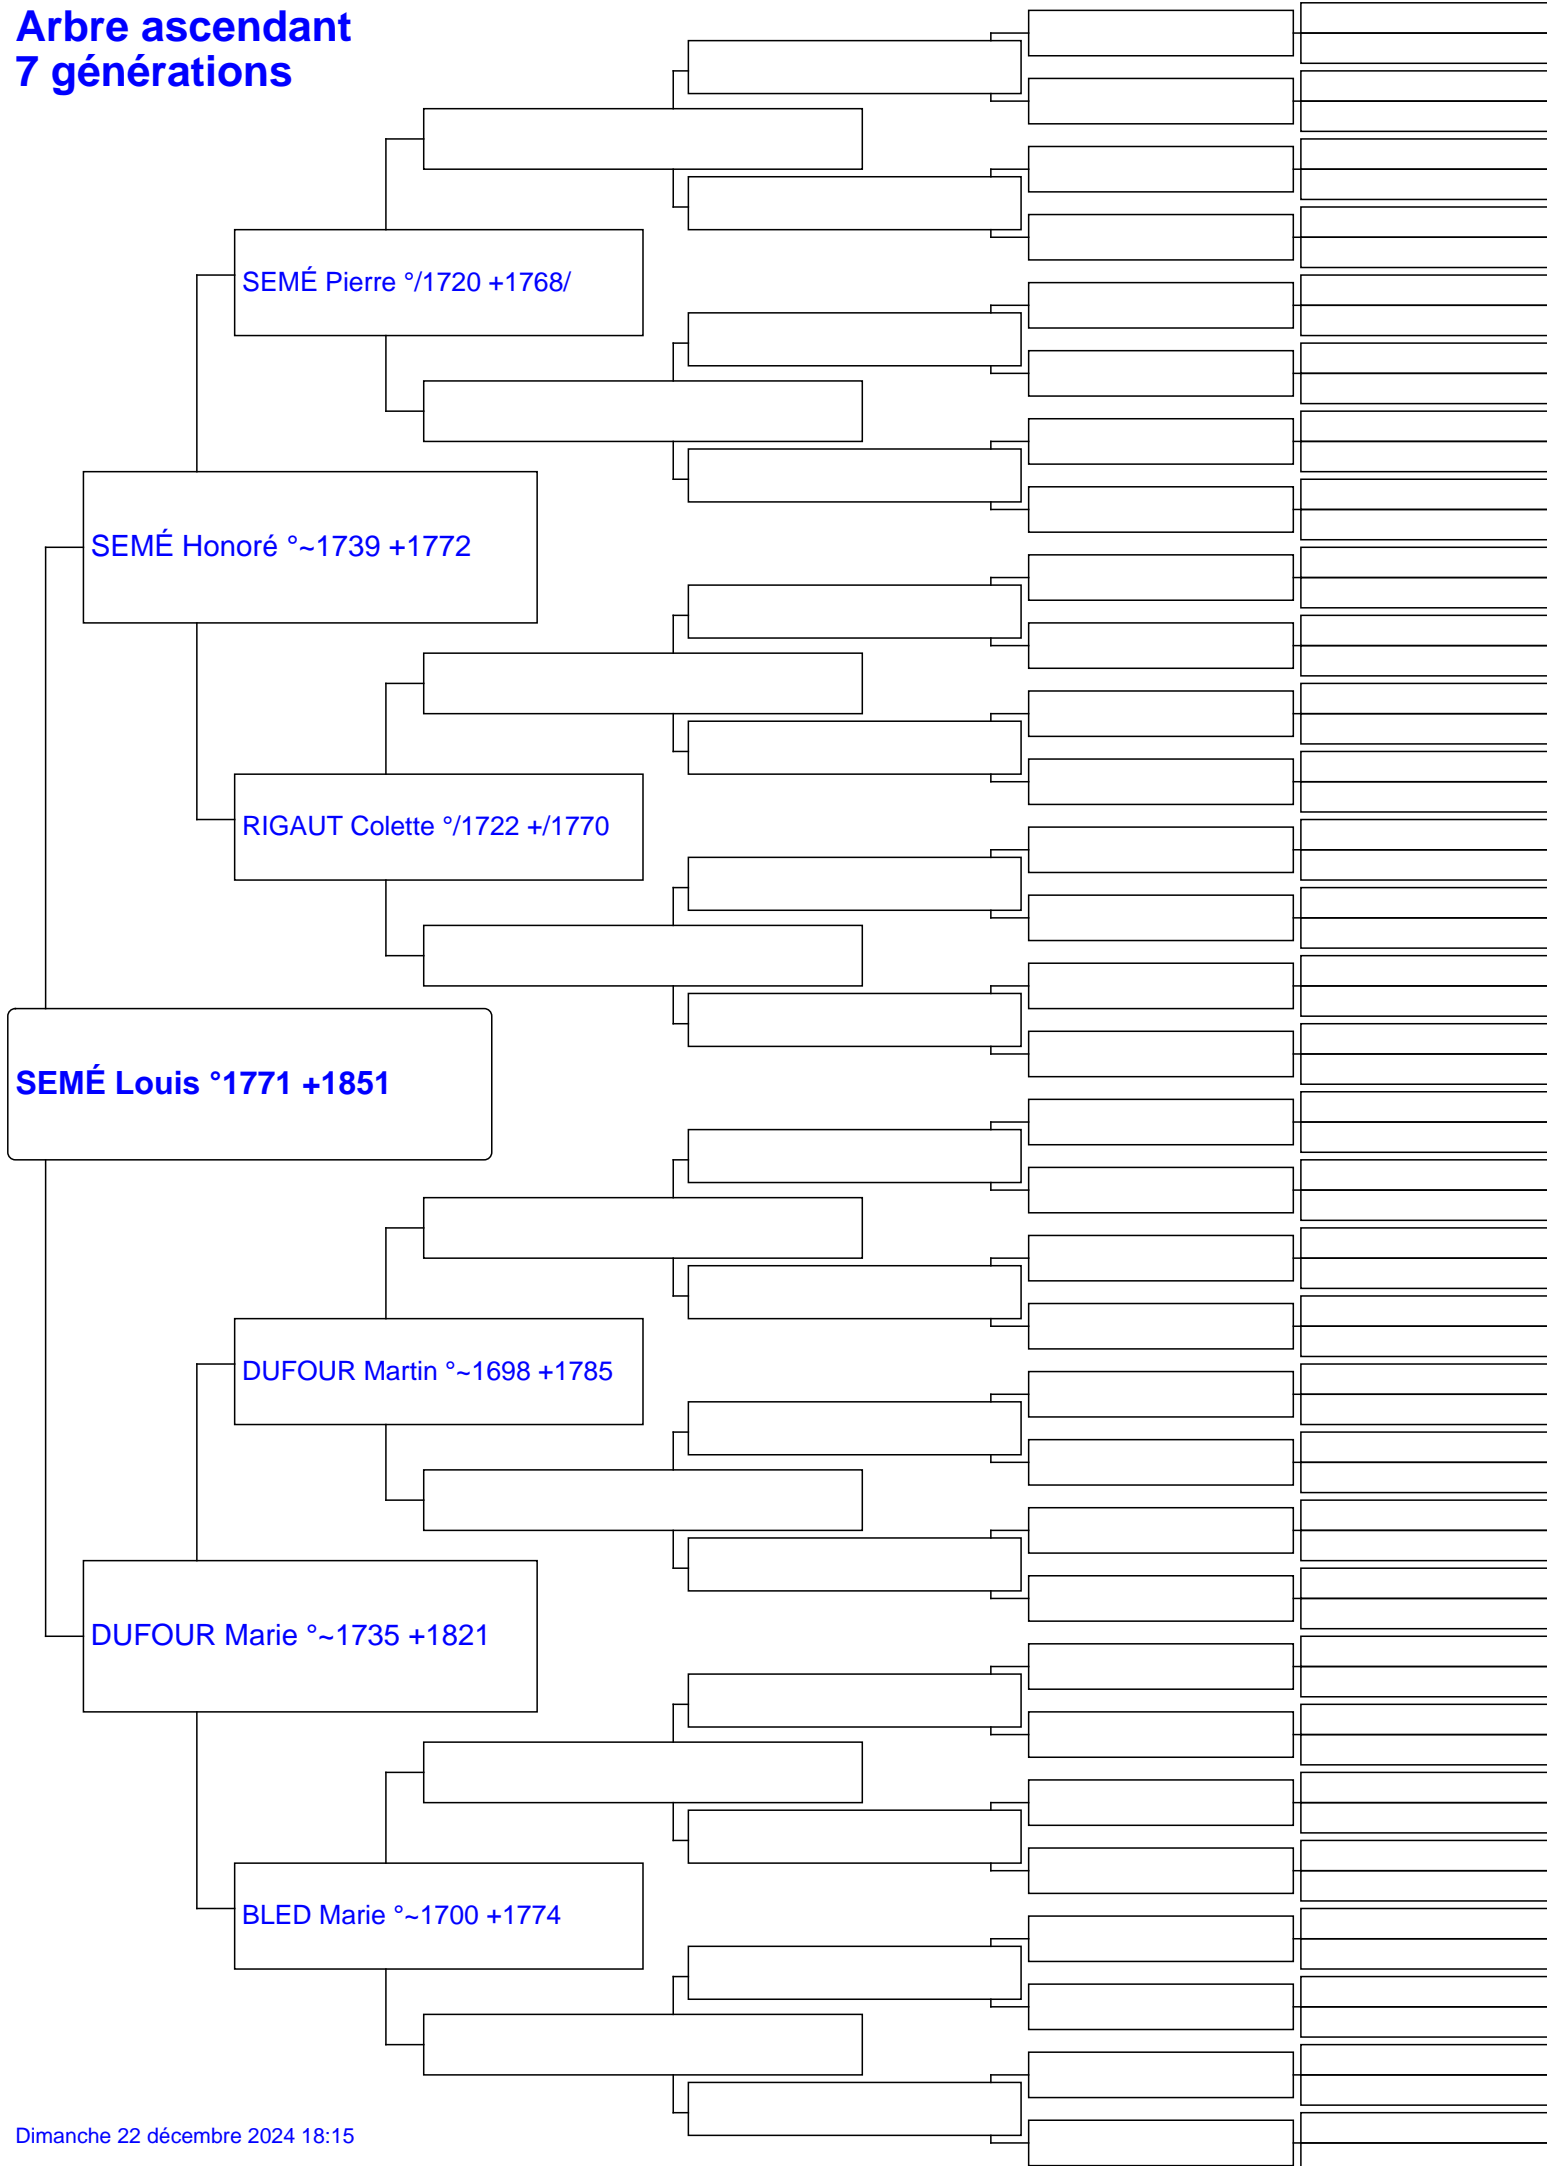 Arbre ascendant
7 générations
SEMÉ Pierre °/1720 +1768/
SEMÉ Honoré °~1739 +1772
RIGAUT Colette °/1722 +/1770
SEMÉ Louis °1771 +1851
DUFOUR Martin °~1698 +1785
DUFOUR Marie °~1735 +1821
BLED Marie °~1700 +1774
Dimanche 22 décembre 2024 18:15